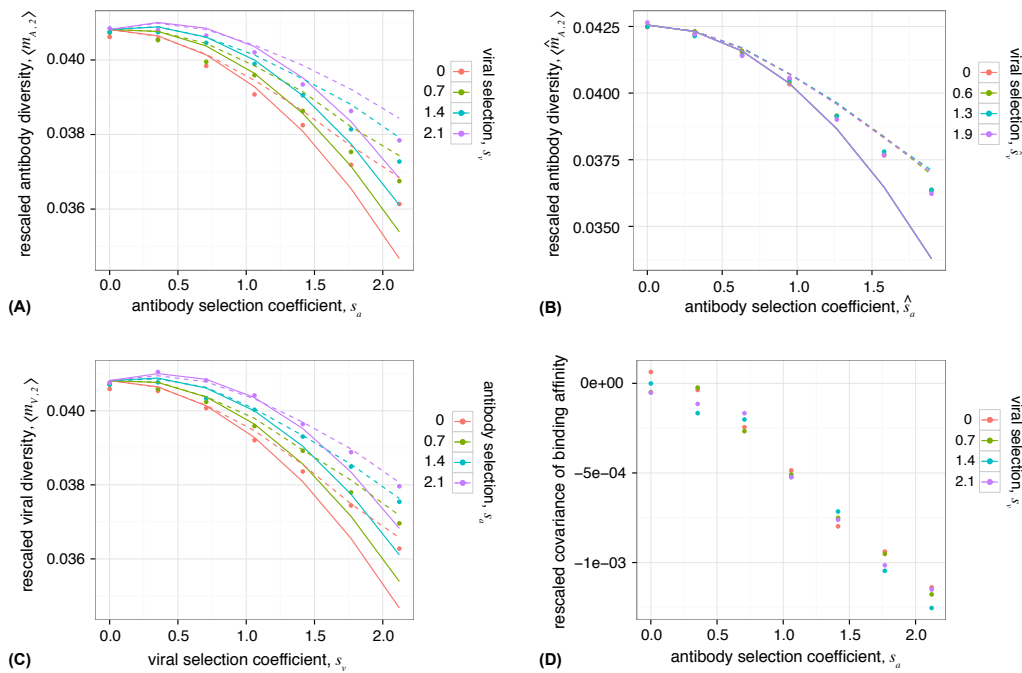 rescaled antibody diversity, ⟨m_{A,2}⟩
0.040
0.038
0.036
0.0
0.5
1.0
1.5
2.0
antibody selection coefficient, s_a
(A)
viral selection, s_v
0
0.7
1.4
2.1
rescaled antibody diversity, ⟨m̂_{A,2}⟩
0.0425
0.0400
0.0375
0.0350
0.0
0.5
1.0
1.5
antibody selection coefficient, ŝ_a
(B)
viral selection, ŝ_v
0
0.6
1.3
1.9
rescaled viral diversity, ⟨m_{V,2}⟩
0.040
0.038
0.036
0.0
0.5
1.0
1.5
2.0
viral selection coefficient, s_v
(C)
antibody selection, s_a
0
0.7
1.4
2.1
rescaled covariance of binding affinity
0e+00
−5e−04
−1e−03
0.0
0.5
1.0
1.5
2.0
antibody selection coefficient, s_a
(D)
viral selection, s_v
0
0.7
1.4
2.1